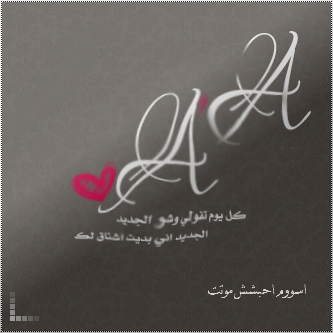 A A
كل يوم تقولي وشو الجديد
الجديد اني بديت اشتاق لك
اسووم احبشش موتت